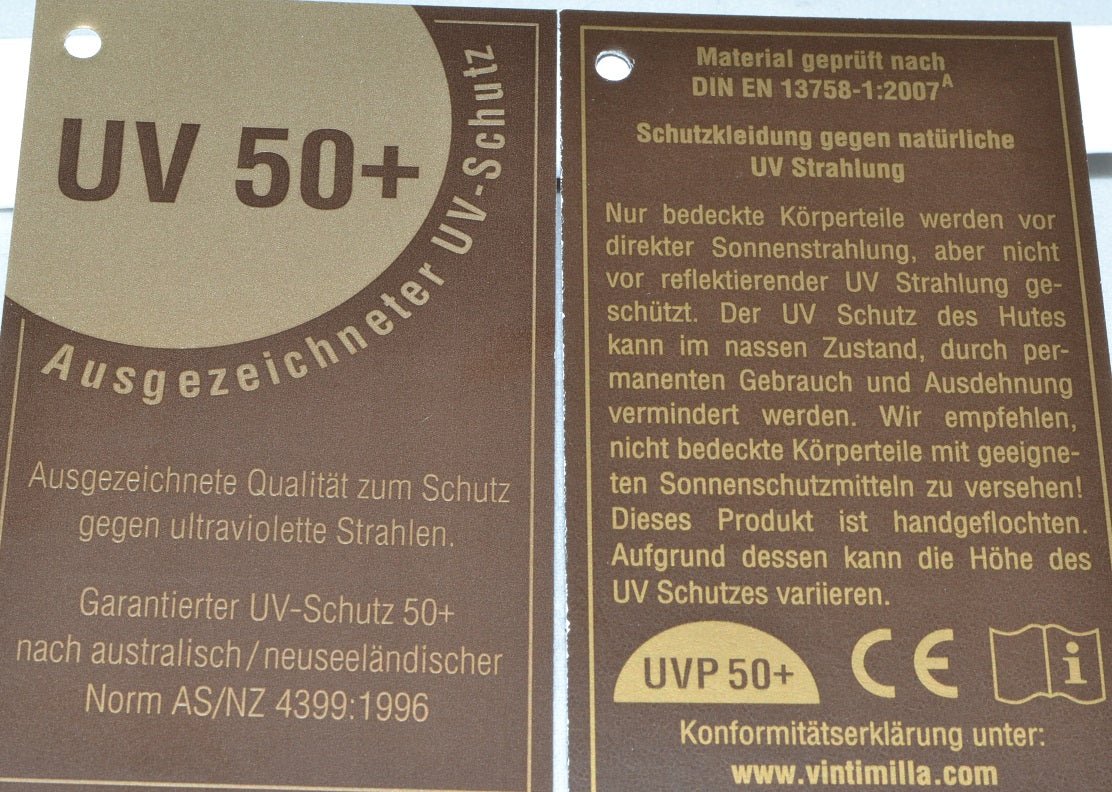 UV 50+
Ausgezeichneter UV-Schutz
Ausgezeichnete Qualität zum Schutz
gegen ultraviolette Strahlen.
Garantierter UV-Schutz 50+
nach australisch/neuseeländischer
Norm AS/NZ 4399:1996
Material geprüft nach
DIN EN 13758-1:2007A
Schutzkleidung gegen natürliche
UV Strahlung
Nur bedeckte Körperteile werden vor
direkter Sonnenstrahlung, aber nicht
vor reflektierender UV Strahlung ge-
schützt. Der UV Schutz des Hutes
kann im nassen Zustand, durch per-
manenten Gebrauch und Ausdehnung
vermindert werden. Wir empfehlen,
nicht bedeckte Körperteile mit geeigne-
ten Sonnenschutzmitteln zu versehen!
Dieses Produkt ist handgeflochten.
Aufgrund dessen kann die Höhe des
UV Schutzes variieren.
UVP 50+ CE i
Konformitätserklärung unter:
www.vintimilla.com